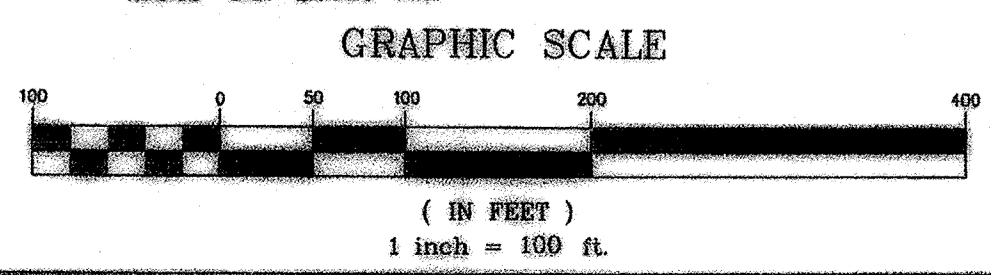 GRAPHIC SCALE
100 0 50 100 200 400
( IN FEET )
1 inch = 100 ft.